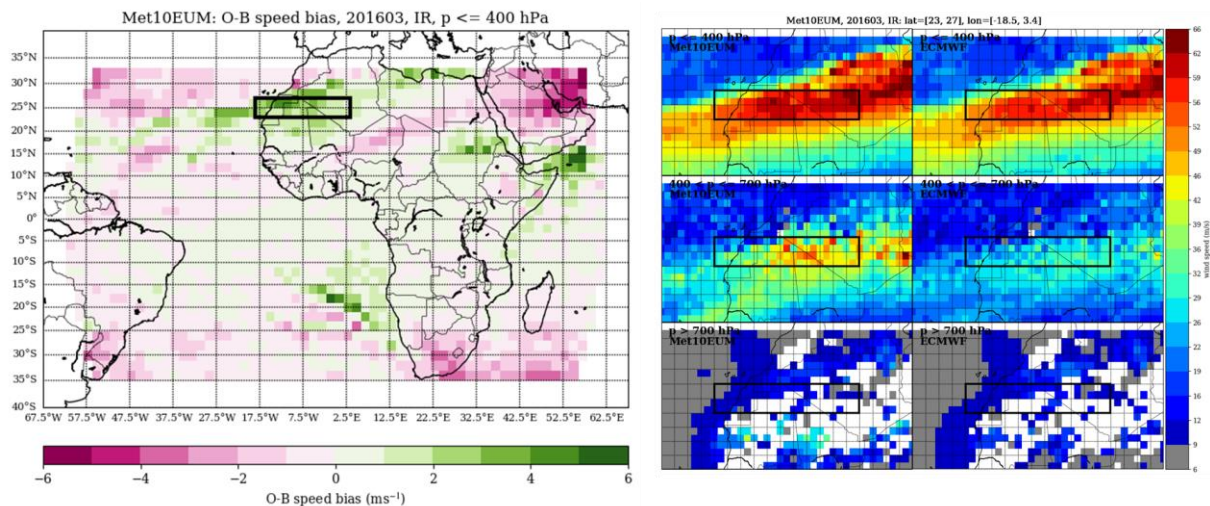 Met10EUM: O-B speed bias, 201603, IR, p <= 400 hPa
35°N
30°N
25°N
20°N
15°N
10°N
5°N
0°
5°S
10°S
15°S
20°S
25°S
30°S
35°S
40°S
67.5°W 57.5°W 47.5°W 37.5°W 27.5°W 17.5°W 7.5°W 2.5°E 12.5°E 22.5°E 32.5°E 42.5°E 52.5°E 62.5°E
−6 −4 −2 0 2 4 6
O-B speed bias (ms⁻¹)
Met10EUM, 201603, IR: lat=[23, 27], lon=[-18.5, 3.4]
p <= 400 hPa
Met10EUM
p <= 400 hPa
ECMWF
400 < p <= 700 hPa
Met10EUM
400 < p <= 700 hPa
ECMWF
p > 700 hPa
Met10EUM
p > 700 hPa
ECMWF
66
62
59
56
52
49
46
42
39
36
33
29
26
22
19
16
12
9
6
wind speed (m/s)